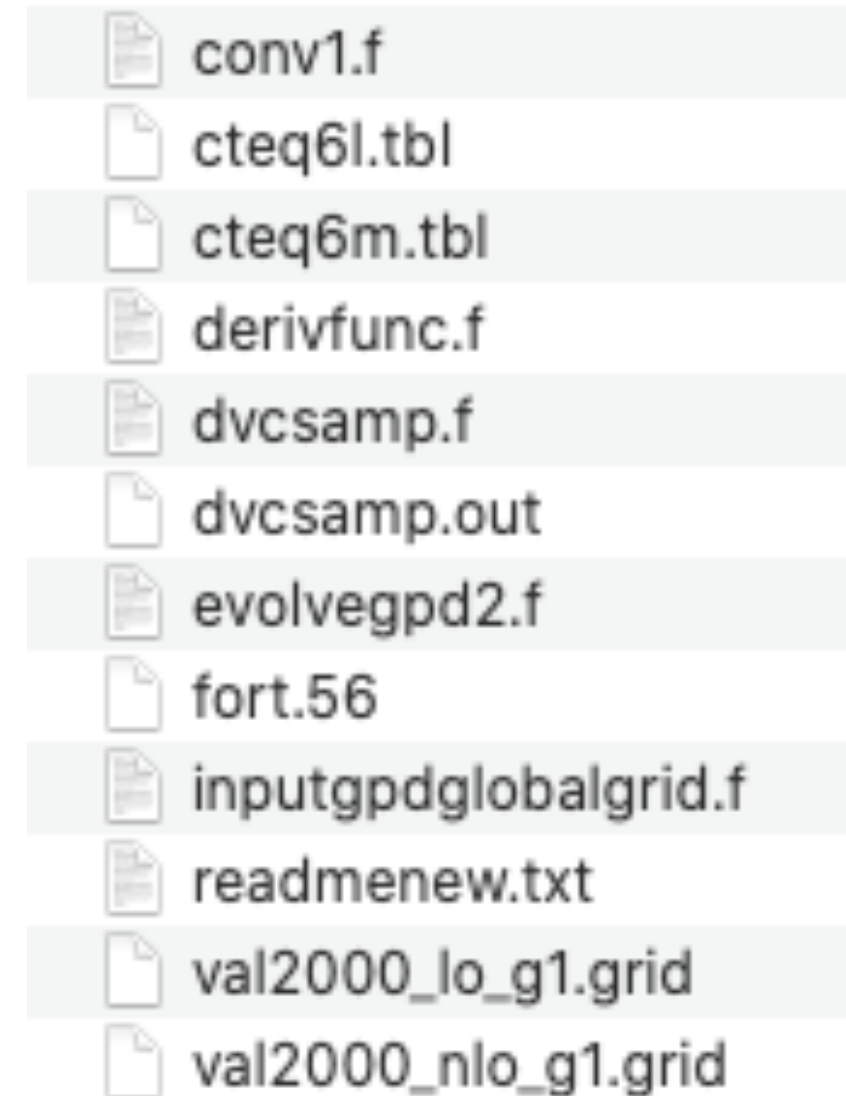 conv1.f
cteq6l.tbl
cteq6m.tbl
derivfunc.f
dvcsamp.f
dvcsamp.out
evolvegpd2.f
fort.56
inputgpdglobalgrid.f
readmenew.txt
val2000_lo_g1.grid
val2000_nlo_g1.grid